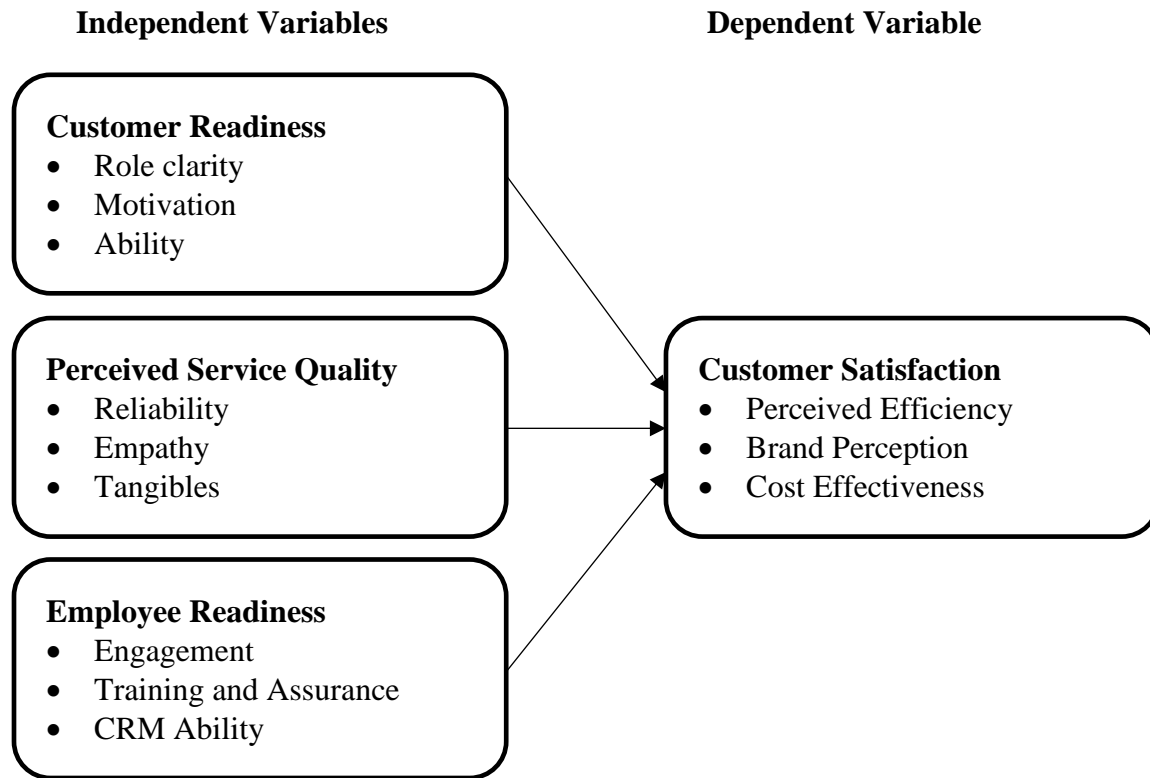 Independent Variables
Dependent Variable
Customer Readiness
• Role clarity
• Motivation
• Ability
Perceived Service Quality
• Reliability
• Empathy
• Tangibles
Employee Readiness
• Engagement
• Training and Assurance
• CRM Ability
Customer Satisfaction
• Perceived Efficiency
• Brand Perception
• Cost Effectiveness